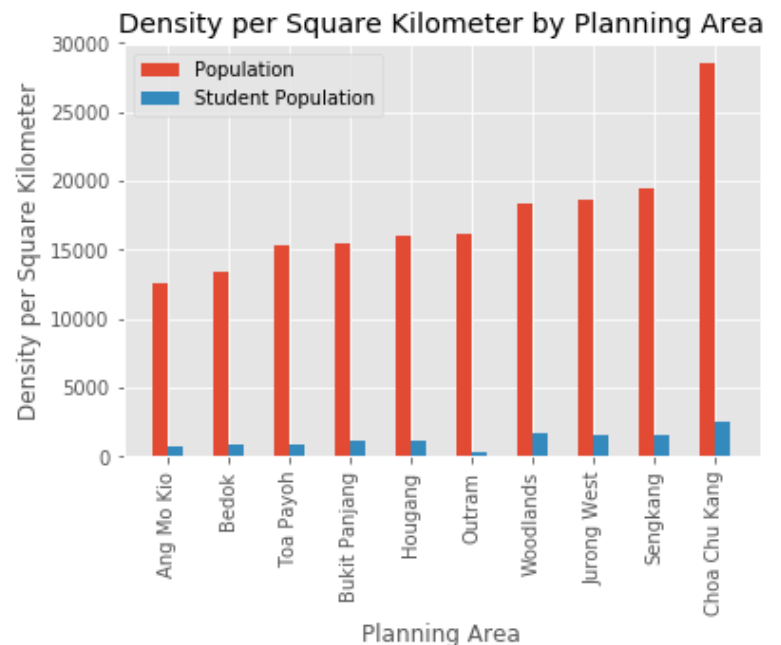 Density per Square Kilometer by Planning Area
Population
Student Population
Density per Square Kilometer
30000
25000
20000
15000
10000
5000
0
Ang Mo Kio
Bedok
Toa Payoh
Bukit Panjang
Hougang
Outram
Woodlands
Jurong West
Sengkang
Choa Chu Kang
Planning Area